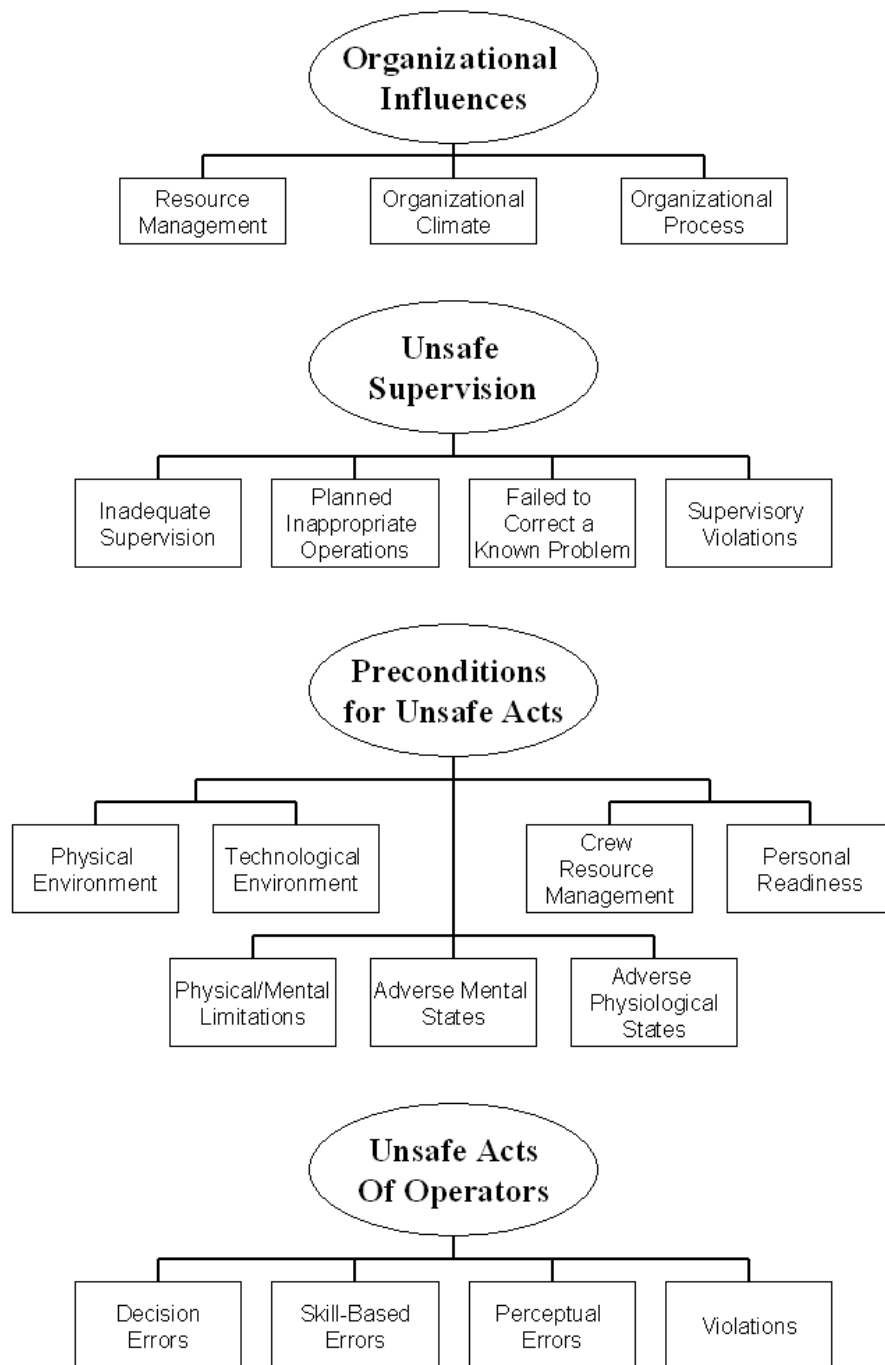 Organizational
Influences
Resource
Management
Organizational
Climate
Organizational
Process
Unsafe
Supervision
Inadequate
Supervision
Planned
Inappropriate
Operations
Failed to
Correct a
Known Problem
Supervisory
Violations
Preconditions
for Unsafe Acts
Physical
Environment
Technological
Environment
Crew
Resource
Management
Personal
Readiness
Physical/Mental
Limitations
Adverse Mental
States
Adverse
Physiological
States
Unsafe Acts
Of Operators
Decision
Errors
Skill-Based
Errors
Perceptual
Errors
Violations